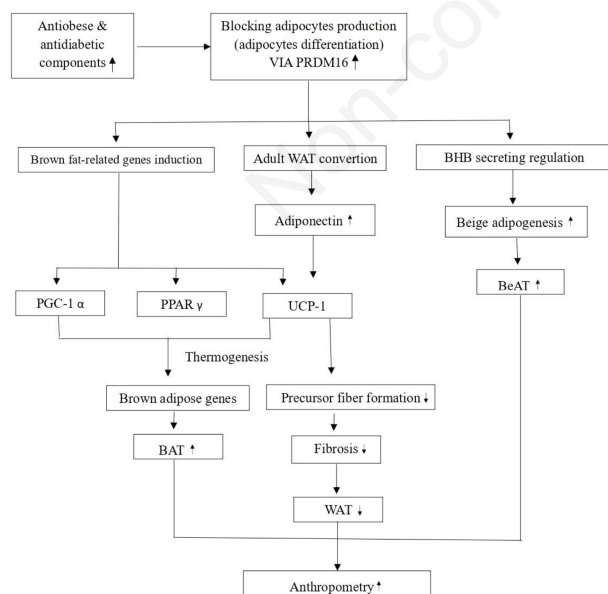 Antiobese &
antidiabetic
components ↑
Blocking adipocytes production
(adipocytes differentiation)
VIA PRDM16 ↑
Non-com
Brown fat-related genes induction
Adult WAT convertion
BHB secreting regulation
Adiponectin ↑
Beige adipogenesis ↑
PGC-1 α
PPAR γ
UCP-1
BeAT ↑
Thermogenesis
Brown adipose genes
Precursor fiber formation ↓
BAT ↑
Fibrosis ↓
WAT ↓
Anthropometry ↑